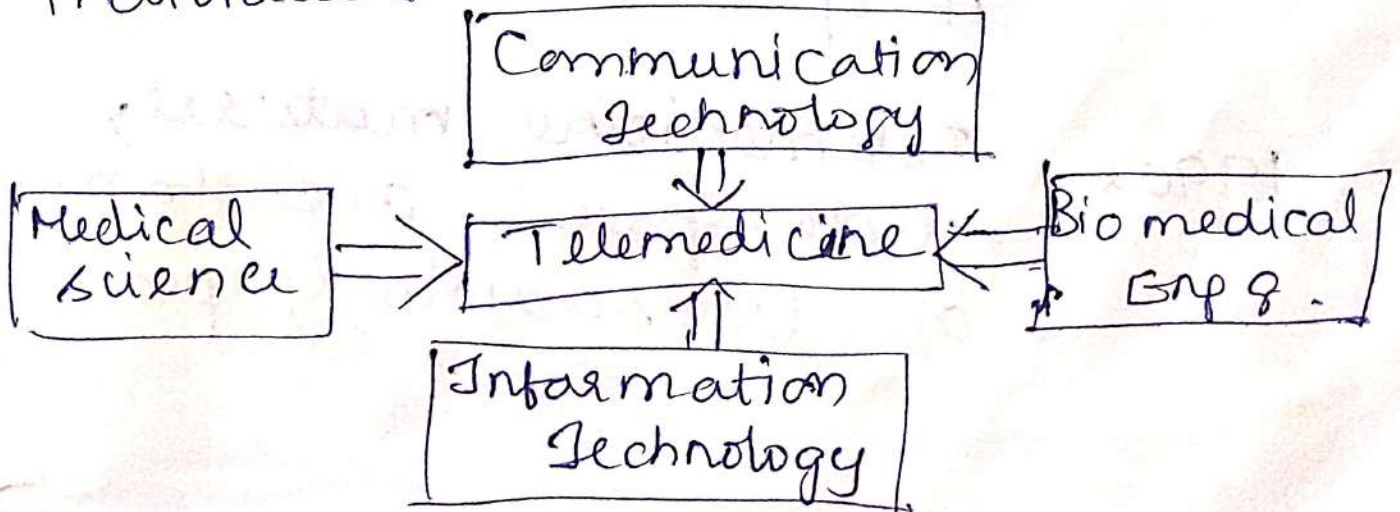 Communication
Technology
Medical
science
Telemedicine
Bio medical
Engg.
Information
Technology